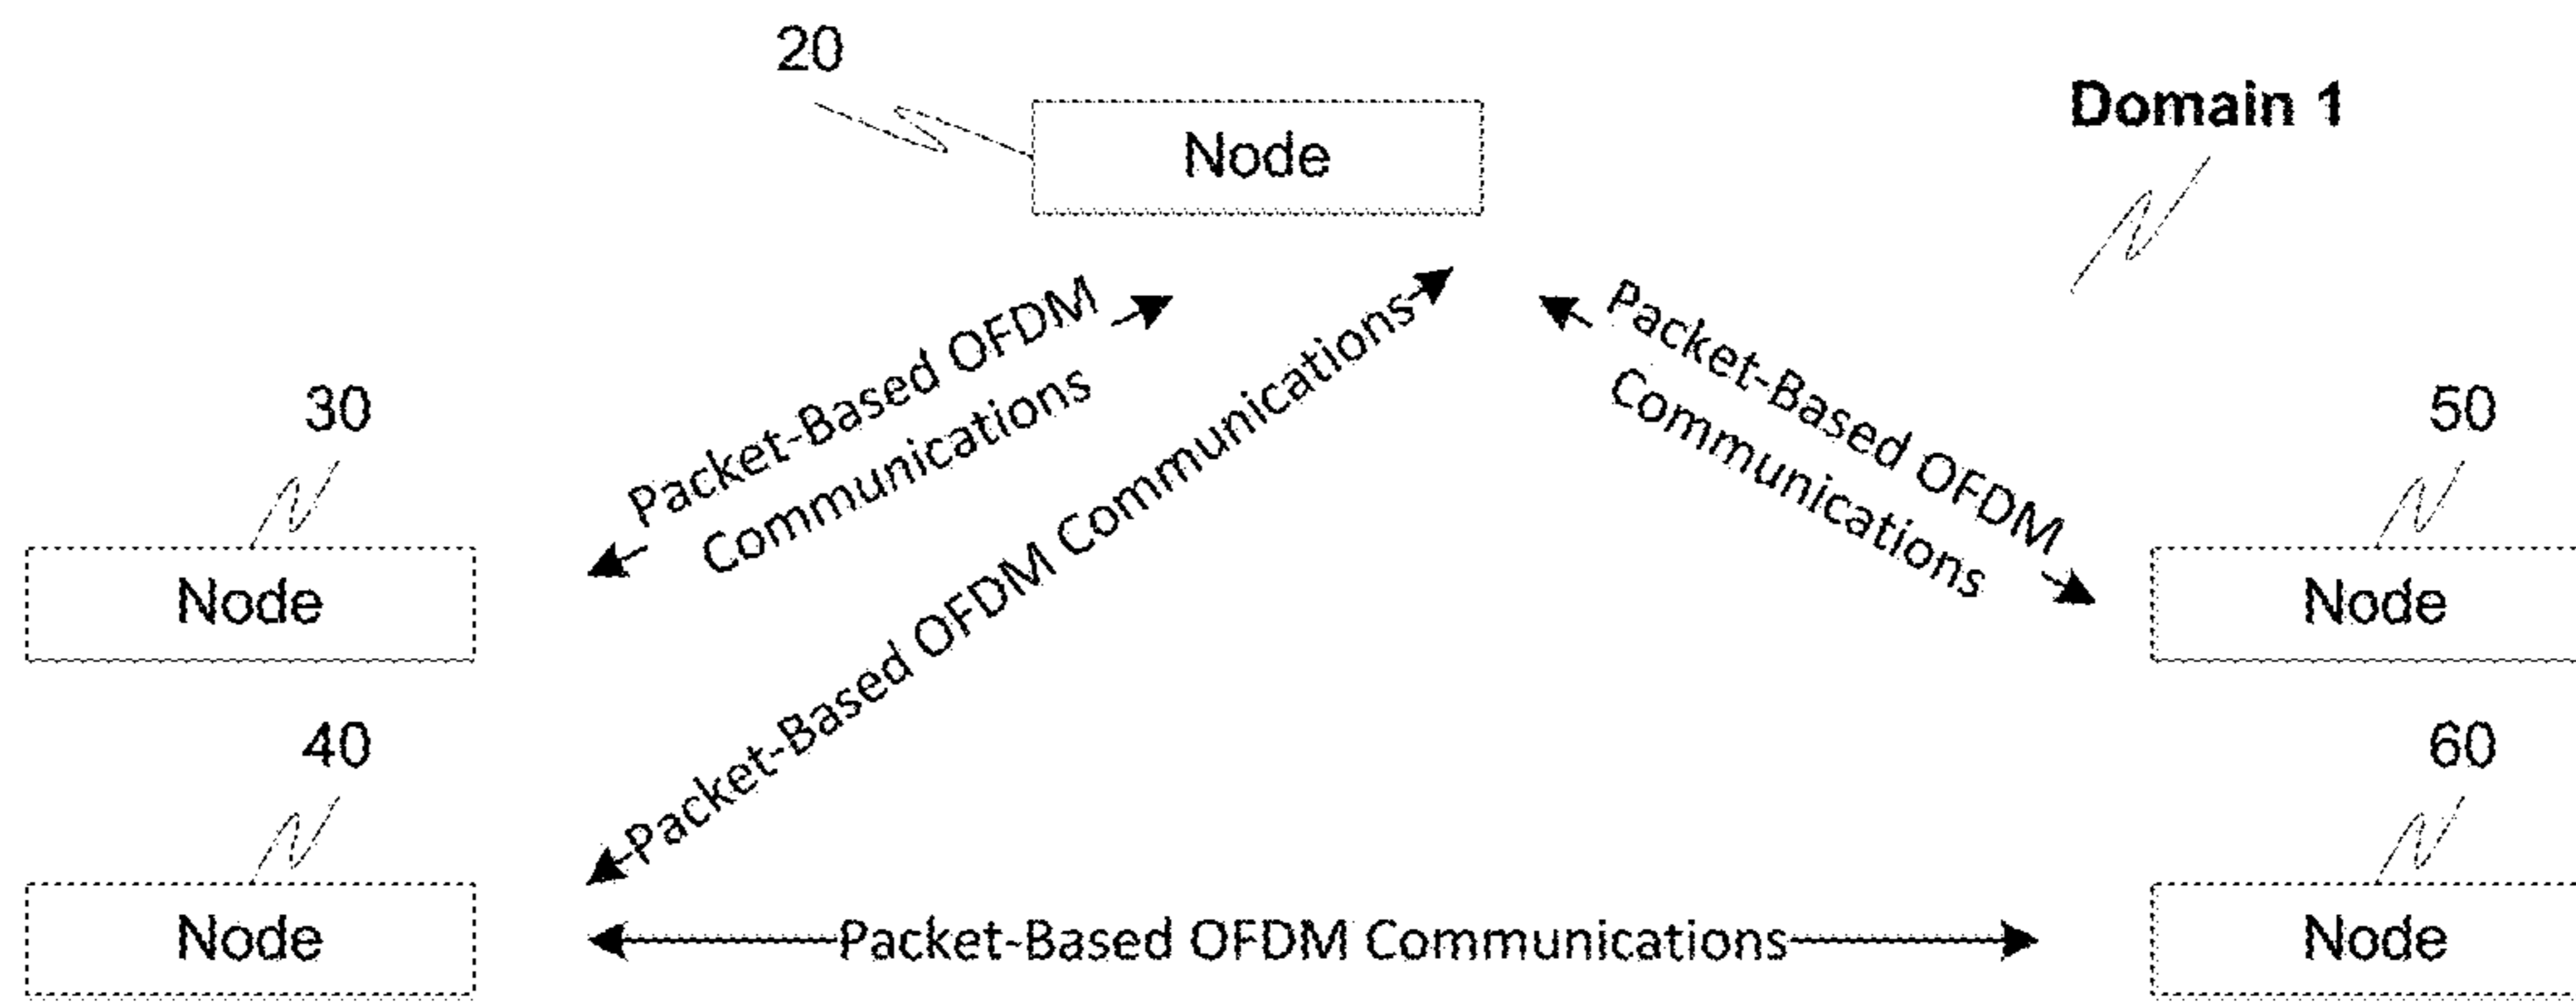 20
Domain 1
Node
Packet-Based OFDM
Communications
Packet-Based OFDM Communications
Packet-Based OFDM
Communications
30
50
Node
Node
40
60
Node
Packet-Based OFDM Communications
Node